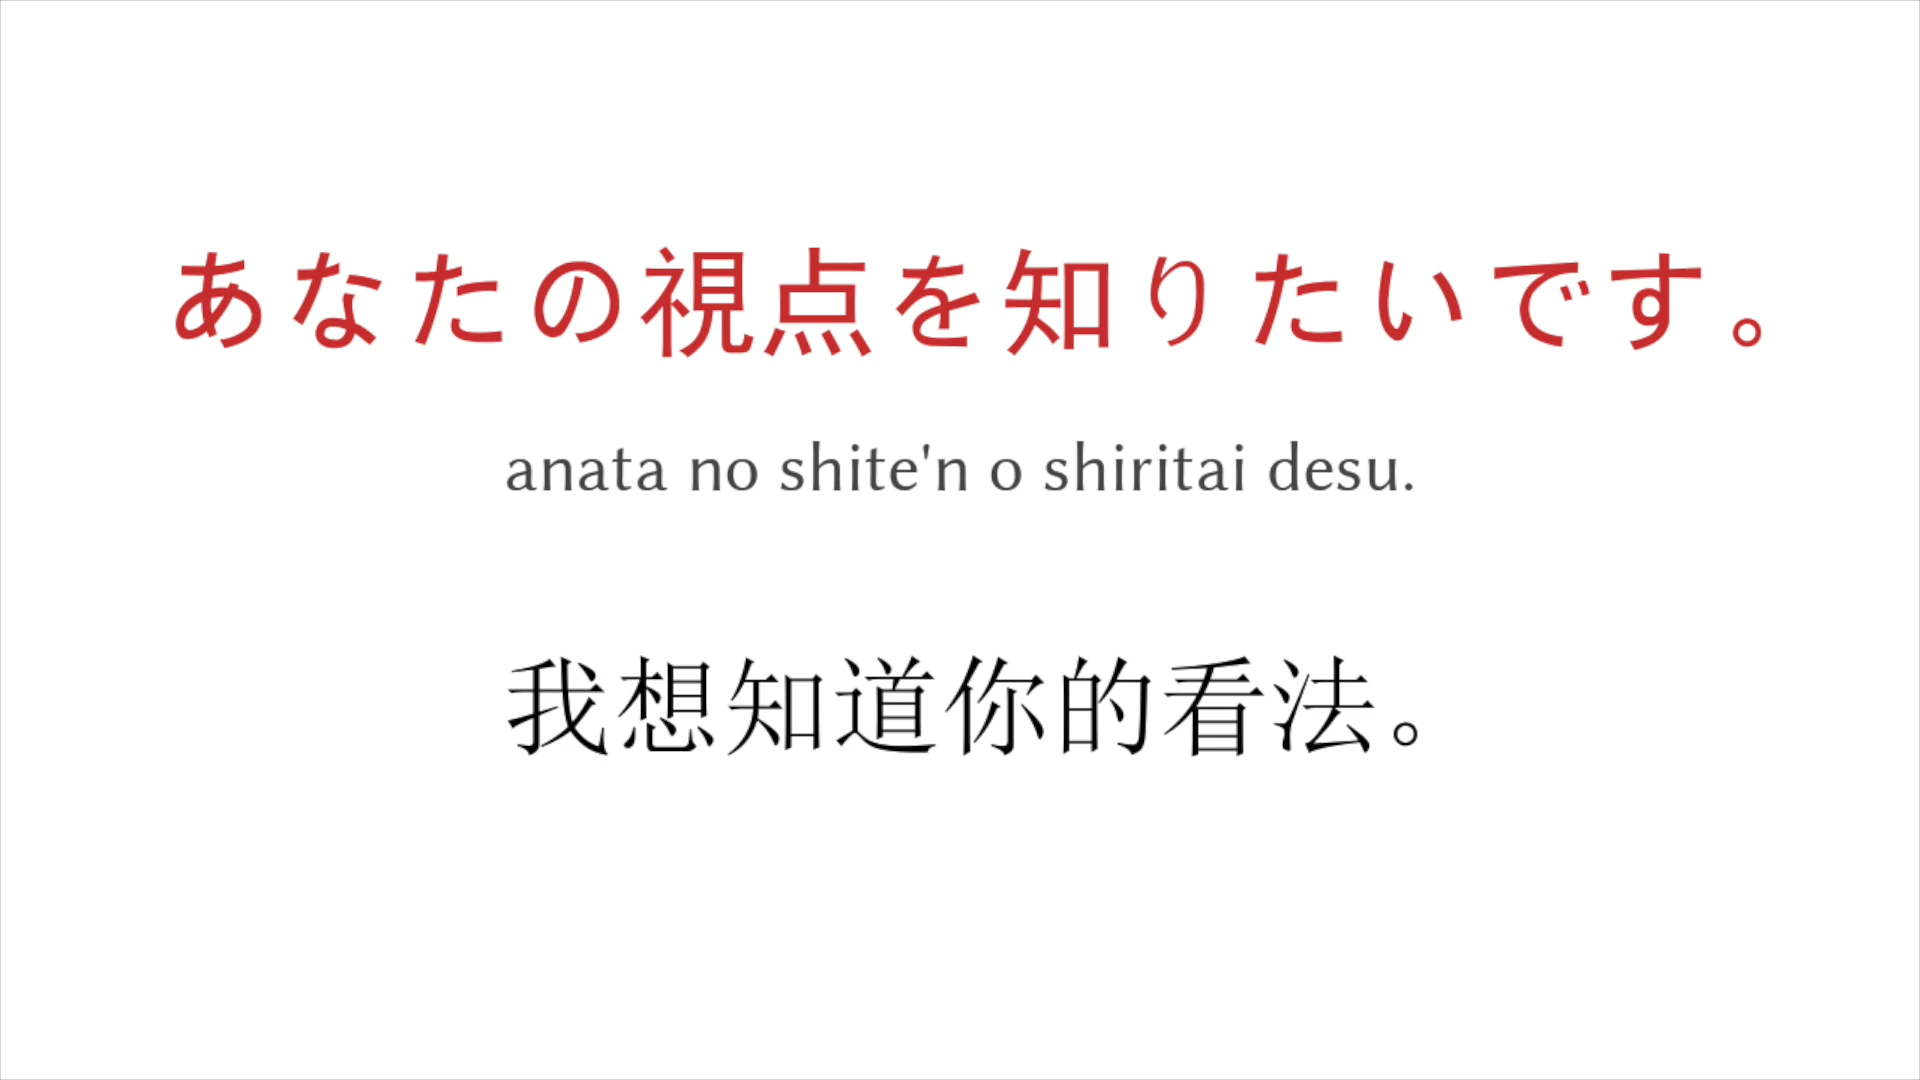 あなたの視点を知りたいです。
anata no shite'n o shiritai desu.
我想知道你的看法。